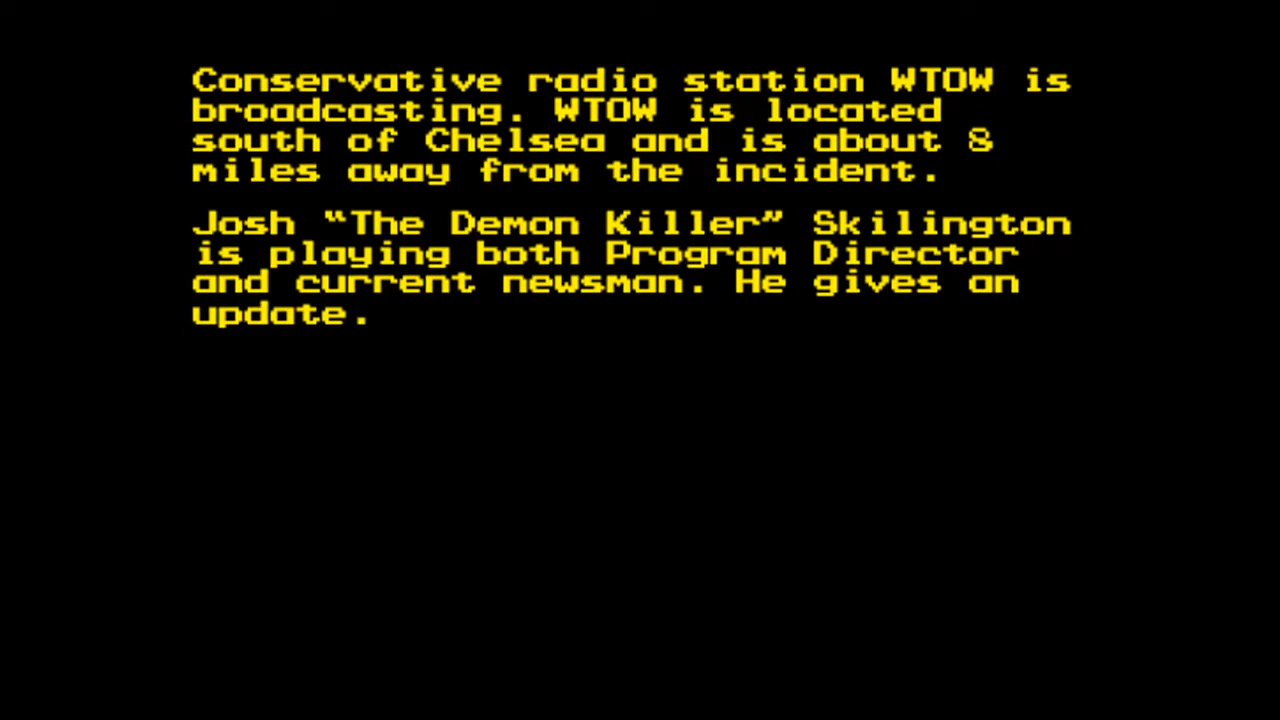 Conservative radio station WTOW is
broadcasting. WTOW is located
south of Chelsea and is about 8
miles away from the incident.
Josh “The Demon Killer” Skilington
is playing both Program Director
and current newsman. He gives an
update.